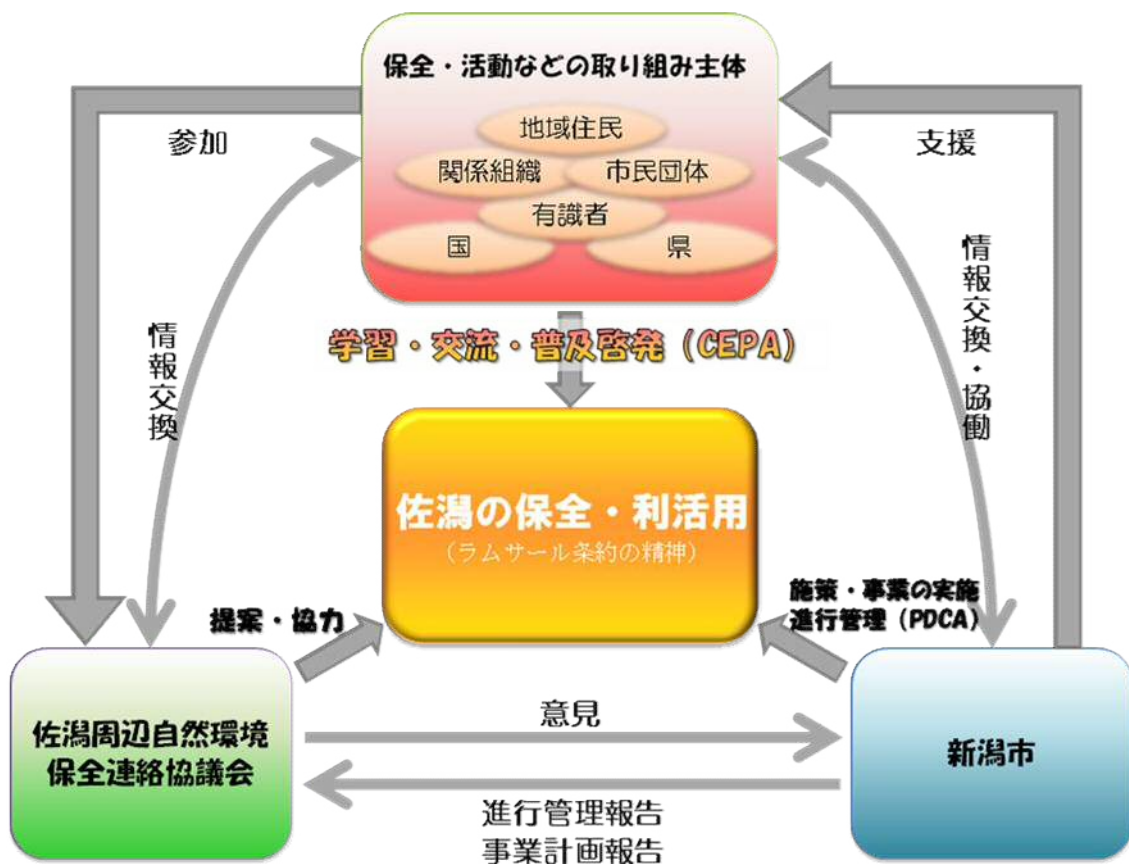 保全・活動などの取り組み主体
地域住民
関係組織
市民団体
有識者
国
県
参加
支援
情報交換
情報交換・協働
学習・交流・普及啓発（CEPA）
佐潟の保全・利活用
（ラムサール条約の精神）
提案・協力
施策・事業の実施
進行管理（PDCA）
佐潟周辺自然環境
保全連絡協議会
意見
進行管理報告
事業計画報告
新潟市